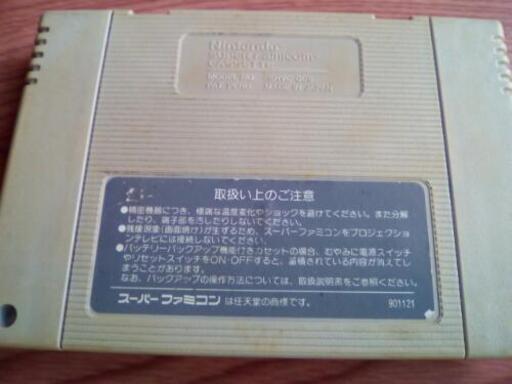 Nintendo
SUPER FAMICOM
CASSETTE
取扱い上のご注意
●精密機器につき、極端な温度変化やショックを避けてください。また分解
したり、端子部を汚したりしないでください。
●残像現象(画面焼け)が生ずるため、スーパーファミコンをプロジェクション
テレビには接続しないでください。
●バッテリーバックアップ機能付きカセットの場合、むやみに電源スイッチ
やリセットスイッチをON・OFFすると、蓄積されている内容が消えてしま
うことがあります。
なお、バックアップの操作方法については、取扱説明書をご参照ください。
スーパーファミコンは任天堂の商標です。
901121